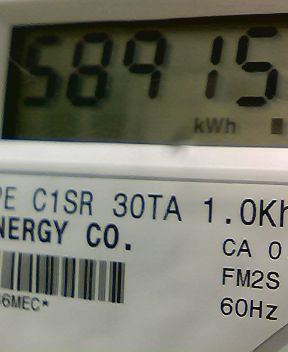 58915
kWh
PE C1SR 30TA 1.0Kh
NERGY CO.
CA 0
FM2S
6MEC*
60Hz